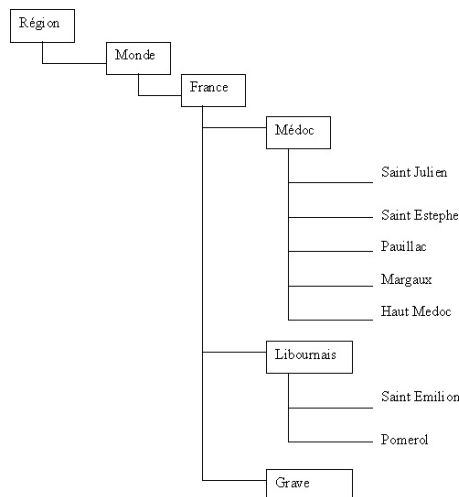 Région
Monde
France
Médoc
Saint Julien
Saint Estephe
Pauillac
Margaux
Haut Medoc
Libournais
Saint Emilion
Pomerol
Grave